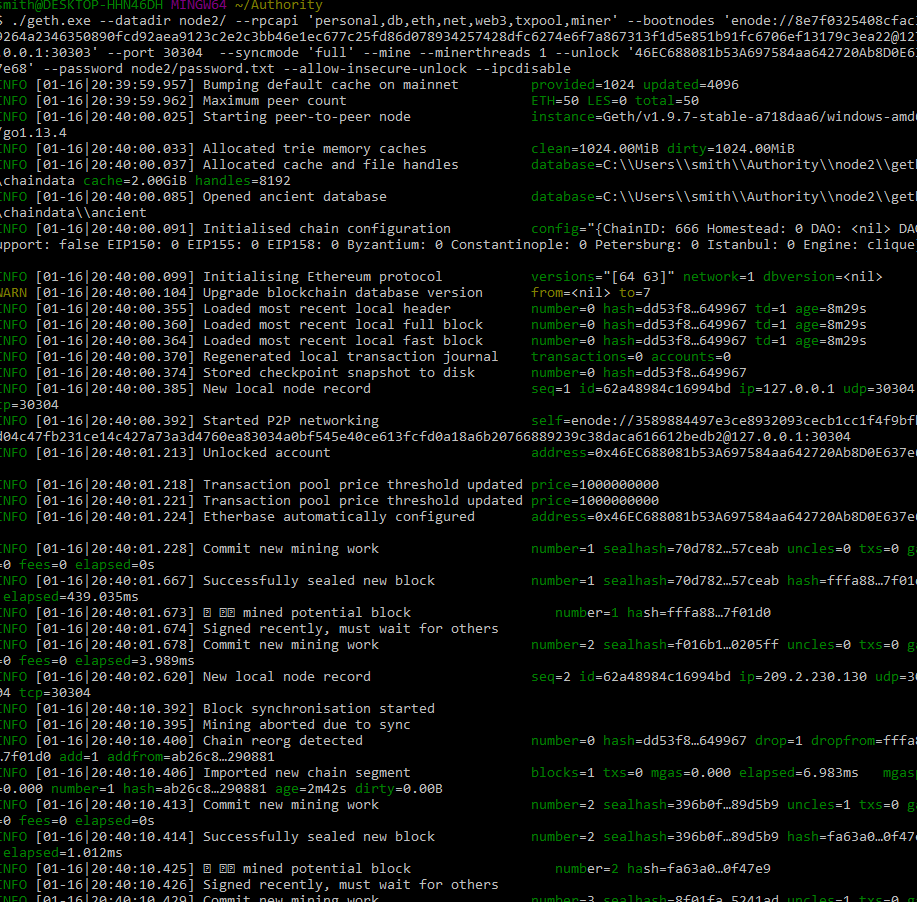 smith@DESKTOP-HHN46DH MINGW64 ~/Authority
$ ./geth.exe --datadir node2/ --rpcapi 'personal,db,eth,net,web3,txpool,miner' --bootnodes 'enode://8e7f0325408cfac
9264a2346350890fcd92aea9123c2e2c3bb46e1ec677c25fd86d078934257428dfc6274e6f7a867313f1d5e851b91fc6706ef13179c3ea22@127
.0.0.1:30303' --port 30304  --syncmode 'full' --mine --minerthreads 1 --unlock '46EC688081b53A697584aa642720Ab8D0E63
7e68' --password node2/password.txt --allow-insecure-unlock --ipcdisable
INFO [01-16|20:39:59.957] Bumping default cache on mainnet         provided=1024 updated=4096
INFO [01-16|20:39:59.962] Maximum peer count                       ETH=50 LES=0 total=50
INFO [01-16|20:40:00.025] Starting peer-to-peer node               instance=Geth/v1.9.7-stable-a718daa6/windows-amd6
/go1.13.4
INFO [01-16|20:40:00.033] Allocated trie memory caches             clean=1024.00MiB dirty=1024.00MiB
INFO [01-16|20:40:00.037] Allocated cache and file handles         database=C:\\Users\\smith\\Authority\\node2\\geth
\chaindata cache=2.00GiB handles=8192
INFO [01-16|20:40:00.085] Opened ancient database                  database=C:\\Users\\smith\\Authority\\node2\\geth
\chaindata\\ancient
INFO [01-16|20:40:00.091] Initialised chain configuration          config="{ChainID: 666 Homestead: 0 DAO: <nil> DAO
upport: false EIP150: 0 EIP155: 0 EIP158: 0 Byzantium: 0 Constantinople: 0 Petersburg: 0 Istanbul: 0 Engine: clique
INFO [01-16|20:40:00.099] Initialising Ethereum protocol           versions="[64 63]" network=1 dbversion=<nil>
WARN [01-16|20:40:00.104] Upgrade blockchain database version      from=<nil> to=7
INFO [01-16|20:40:00.355] Loaded most recent local header          number=0 hash=dd53f8…649967 td=1 age=8m29s
INFO [01-16|20:40:00.360] Loaded most recent local full block      number=0 hash=dd53f8…649967 td=1 age=8m29s
INFO [01-16|20:40:00.364] Loaded most recent local fast block      number=0 hash=dd53f8…649967 td=1 age=8m29s
INFO [01-16|20:40:00.370] Regenerated local transaction journal    transactions=0 accounts=0
INFO [01-16|20:40:00.374] Stored checkpoint snapshot to disk       number=0 hash=dd53f8…649967
INFO [01-16|20:40:00.385] New local node record                    seq=1 id=62a48984c16994bd ip=127.0.0.1 udp=30304
cp=30304
INFO [01-16|20:40:00.392] Started P2P networking                   self=enode://3589884497e3ce8932093cecb1cc1f4f9bfb
d04c47fb231ce14c427a73a3d4760ea83034a0bf545e40ce613fcfd0a18a6b20766889239c38daca616612bedb2@127.0.0.1:30304
INFO [01-16|20:40:01.213] Unlocked account                         address=0x46EC688081b53A697584aa642720Ab8D0E637e6
INFO [01-16|20:40:01.218] Transaction pool price threshold updated price=1000000000
INFO [01-16|20:40:01.221] Transaction pool price threshold updated price=1000000000
INFO [01-16|20:40:01.224] Etherbase automatically configured       address=0x46EC688081b53A697584aa642720Ab8D0E637e6
INFO [01-16|20:40:01.228] Commit new mining work                   number=1 sealhash=70d782…57ceab uncles=0 txs=0 ga
=0 fees=0 elapsed=0s
INFO [01-16|20:40:01.667] Successfully sealed new block            number=1 sealhash=70d782…57ceab hash=fffa88…7f01d
elapsed=439.035ms
INFO [01-16|20:40:01.673] mined potential block                  number=1 hash=fffa88…7f01d0
INFO [01-16|20:40:01.674] Signed recently, must wait for others
INFO [01-16|20:40:01.678] Commit new mining work                   number=2 sealhash=f016b1…0205ff uncles=0 txs=0 ga
=0 fees=0 elapsed=3.989ms
INFO [01-16|20:40:02.620] New local node record                    seq=2 id=62a48984c16994bd ip=209.2.230.130 udp=30
04 tcp=30304
INFO [01-16|20:40:10.392] Block synchronisation started
INFO [01-16|20:40:10.395] Mining aborted due to sync
INFO [01-16|20:40:10.400] Chain reorg detected                     number=0 hash=dd53f8…649967 drop=1 dropfrom=fffa8
…7f01d0 add=1 addfrom=ab26c8…290881
INFO [01-16|20:40:10.406] Imported new chain segment               blocks=1 txs=0 mgas=0.000 elapsed=6.983ms   mgasp
=0.000 number=1 hash=ab26c8…290881 age=2m42s dirty=0.00B
INFO [01-16|20:40:10.413] Commit new mining work                   number=2 sealhash=396b0f…89d5b9 uncles=1 txs=0 ga
=0 fees=0 elapsed=0s
INFO [01-16|20:40:10.414] Successfully sealed new block            number=2 sealhash=396b0f…89d5b9 hash=fa63a0…0f47e
elapsed=1.012ms
INFO [01-16|20:40:10.425] mined potential block                  number=2 hash=fa63a0…0f47e9
INFO [01-16|20:40:10.426] Signed recently, must wait for others
INFO [01-16|20:40:10.429] Commit new mining work                   number=3 sealhash=8f01fa…5241ad uncles=1 txs=0 ga